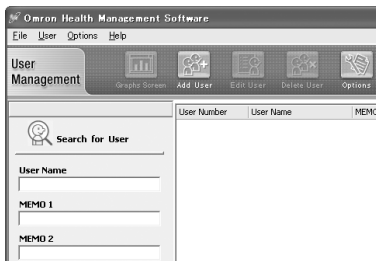 Omron Health Management Software
File User Options Help
User
Management
Graphs Screen Add User Edit User Delete User Options
User Number User Name MEMO
Search for User
User Name
MEMO 1
MEMO 2